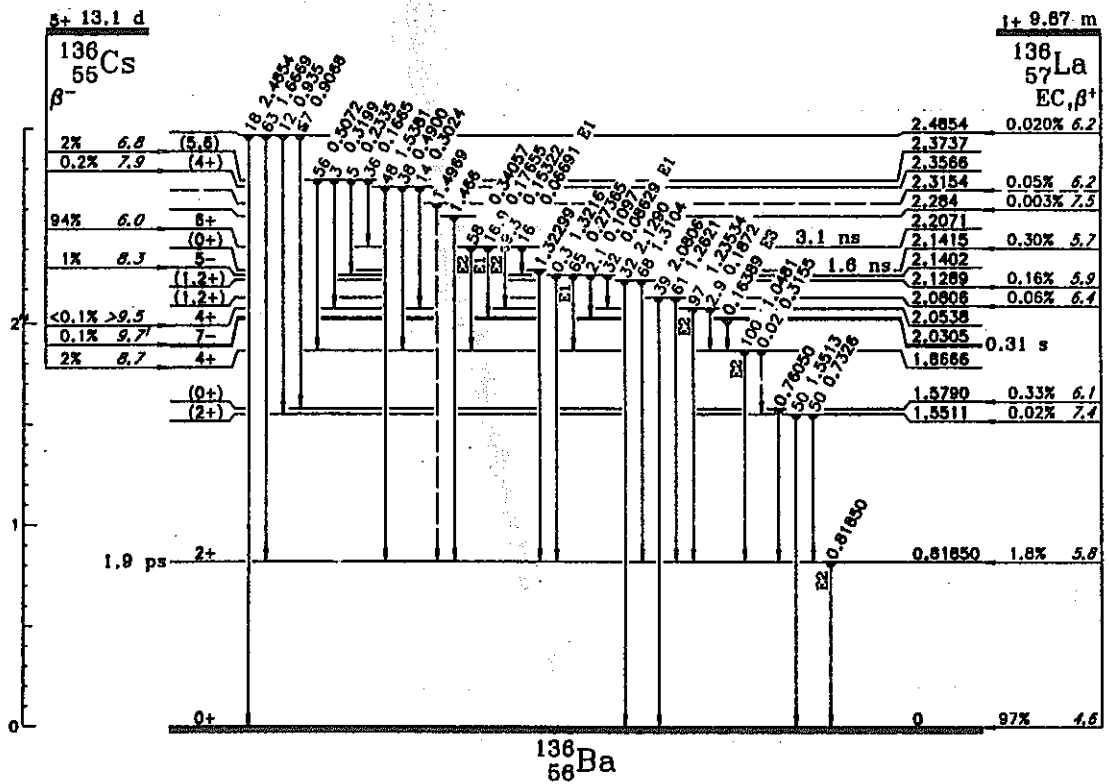 5+ 13.1 d
136
55Cs
β−
1+ 9.87 m
136
57La
EC,β+
18 2.4854
63 1.6669
12 0.935
≤7 0.9068
56 0.5072
3 0.3199
5 0.2335
36 0.1665
48 1.5381
38 0.4900
14 0.3024
1.4969
1.466
58 0.34057
16.9 0.17655
9.3 0.15322
16 0.06691 E1
1.32299
0.3 1.3216
65 0.27365
2.1 0.1097
32 0.08629 E1
32 2.1290
68 1.3104
39 2.0806
61 1.2621
97 1.23534
2.9 0.1872
0.16389 E3
100 1.0481
0.02 0.3155
0.76050
50 1.5513
50 0.7326
0.81850
E2
E1
E2
E1
E2
E2
E2
2% 6.8 (5,6)
0.2% 7.9 (4+)
94% 6.0 6+
(0+)
1% 8.3 5−
(1,2+)
(1,2+)
<0.1% >9.5 4+
0.1% 9.7¹ 7−
2% 8.7 4+
(0+)
(2+)
1.9 ps 2+
0+
3.1 ns
1.6 ns
0.31 s
2.4854 0.020% 6.2
2.3737
2.3566
2.3154 0.05% 6.2
2.284 0.003% 7.5
2.2071
2.1415 0.30% 5.7
2.1402
2.1289 0.16% 5.9
2.0806 0.06% 6.4
2.0538
2.0305
1.8666
1.5790 0.33% 6.1
1.5511 0.02% 7.4
0.81850 1.8% 5.8
0 97% 4.6
2
1
0
136
56Ba